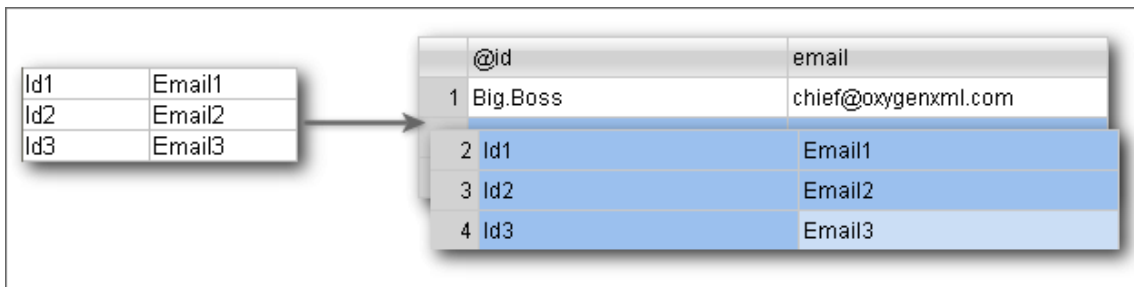 Id1 Email1
Id2 Email2
Id3 Email3
@id email
1 Big.Boss chief@oxygenxml.com
2 Id1 Email1
3 Id2 Email2
4 Id3 Email3